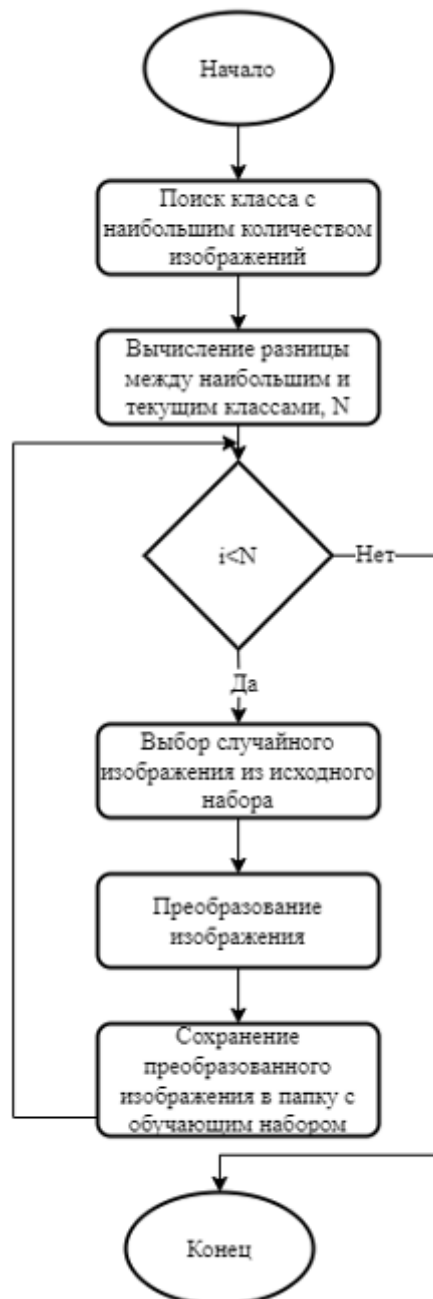 Начало
Поиск класса с
наибольшим количеством
изображений
Вычисление разницы
между наибольшим и
текущим классами, N
i<N
Нет
Да
Выбор случайного
изображения из исходного
набора
Преобразование
изображения
Сохранение
преобразованного
изображения в папку с
обучающим набором
Конец